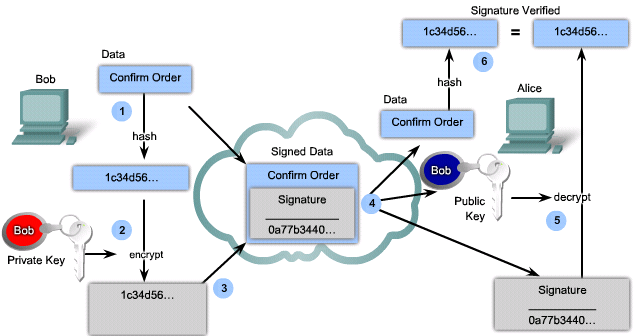 Signature Verified
1c34d56... = 1c34d56...
Data
Bob
Confirm Order
1
hash
1c34d56...
2
Bob
Private Key
encrypt
1c34d56...
3
Signed Data
Confirm Order
Signature
0a77b3440...
4
Data
Confirm Order
hash
6
Alice
Bob
Public
Key
decrypt
5
Signature
0a77b3440...